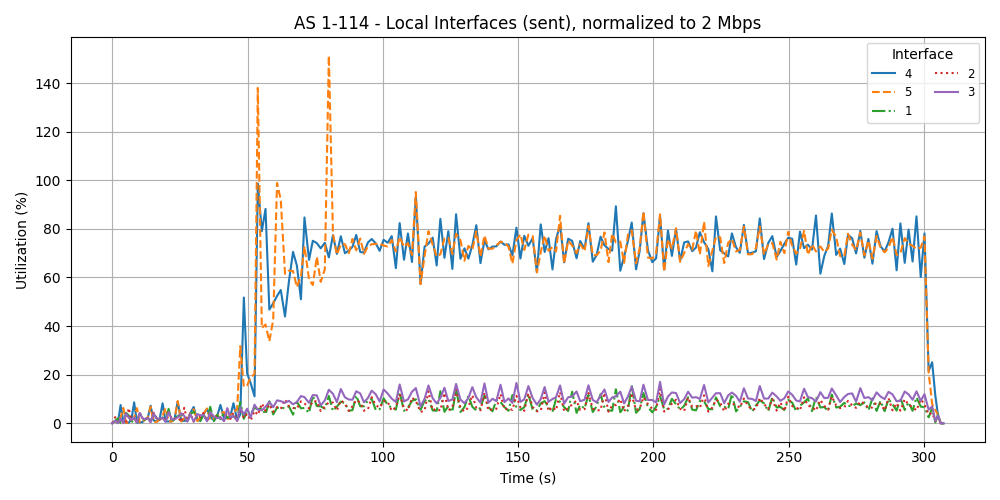 AS 1-114 - Local Interfaces (sent), normalized to 2 Mbps
Interface
4 2
5 3
1
140
120
100
80
60
40
20
0
Utilization (%)
0 50 100 150 200 250 300
Time (s)